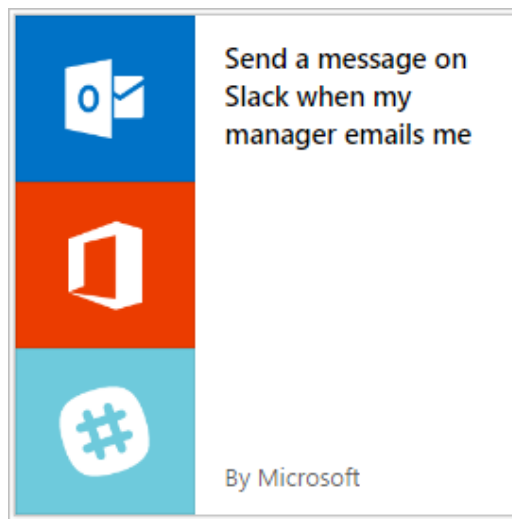 Send a message on
Slack when my
manager emails me
By Microsoft